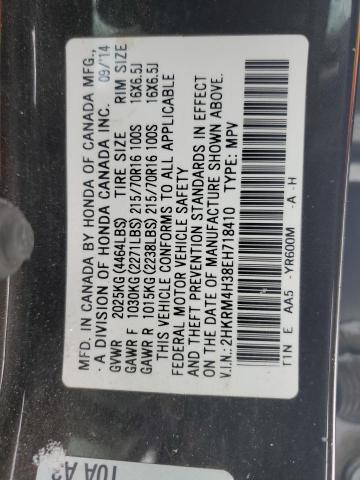 MFD. IN CANADA BY HONDA OF CANADA MFG.,
- A DIVISION OF HONDA CANADA INC. 09/'14
GVWR 2025KG (4464LBS) TIRE SIZE RIM SIZE
GAWR F 1030KG (2271LBS) 215/70R16 100S 16X6.5J
GAWR R 1015KG (2238LBS) 215/70R16 100S 16X6.5J
THIS VEHICLE CONFORMS TO ALL APPLICABLE
FEDERAL MOTOR VEHICLE SAFETY
AND THEFT PREVENTION STANDARDS IN EFFECT
ON THE DATE OF MANUFACTURE SHOWN ABOVE.
V.I.N: 2HKRM4H38EH718410 TYPE: MPV
T1N E AA5 -YR600M -A -H
10A A3